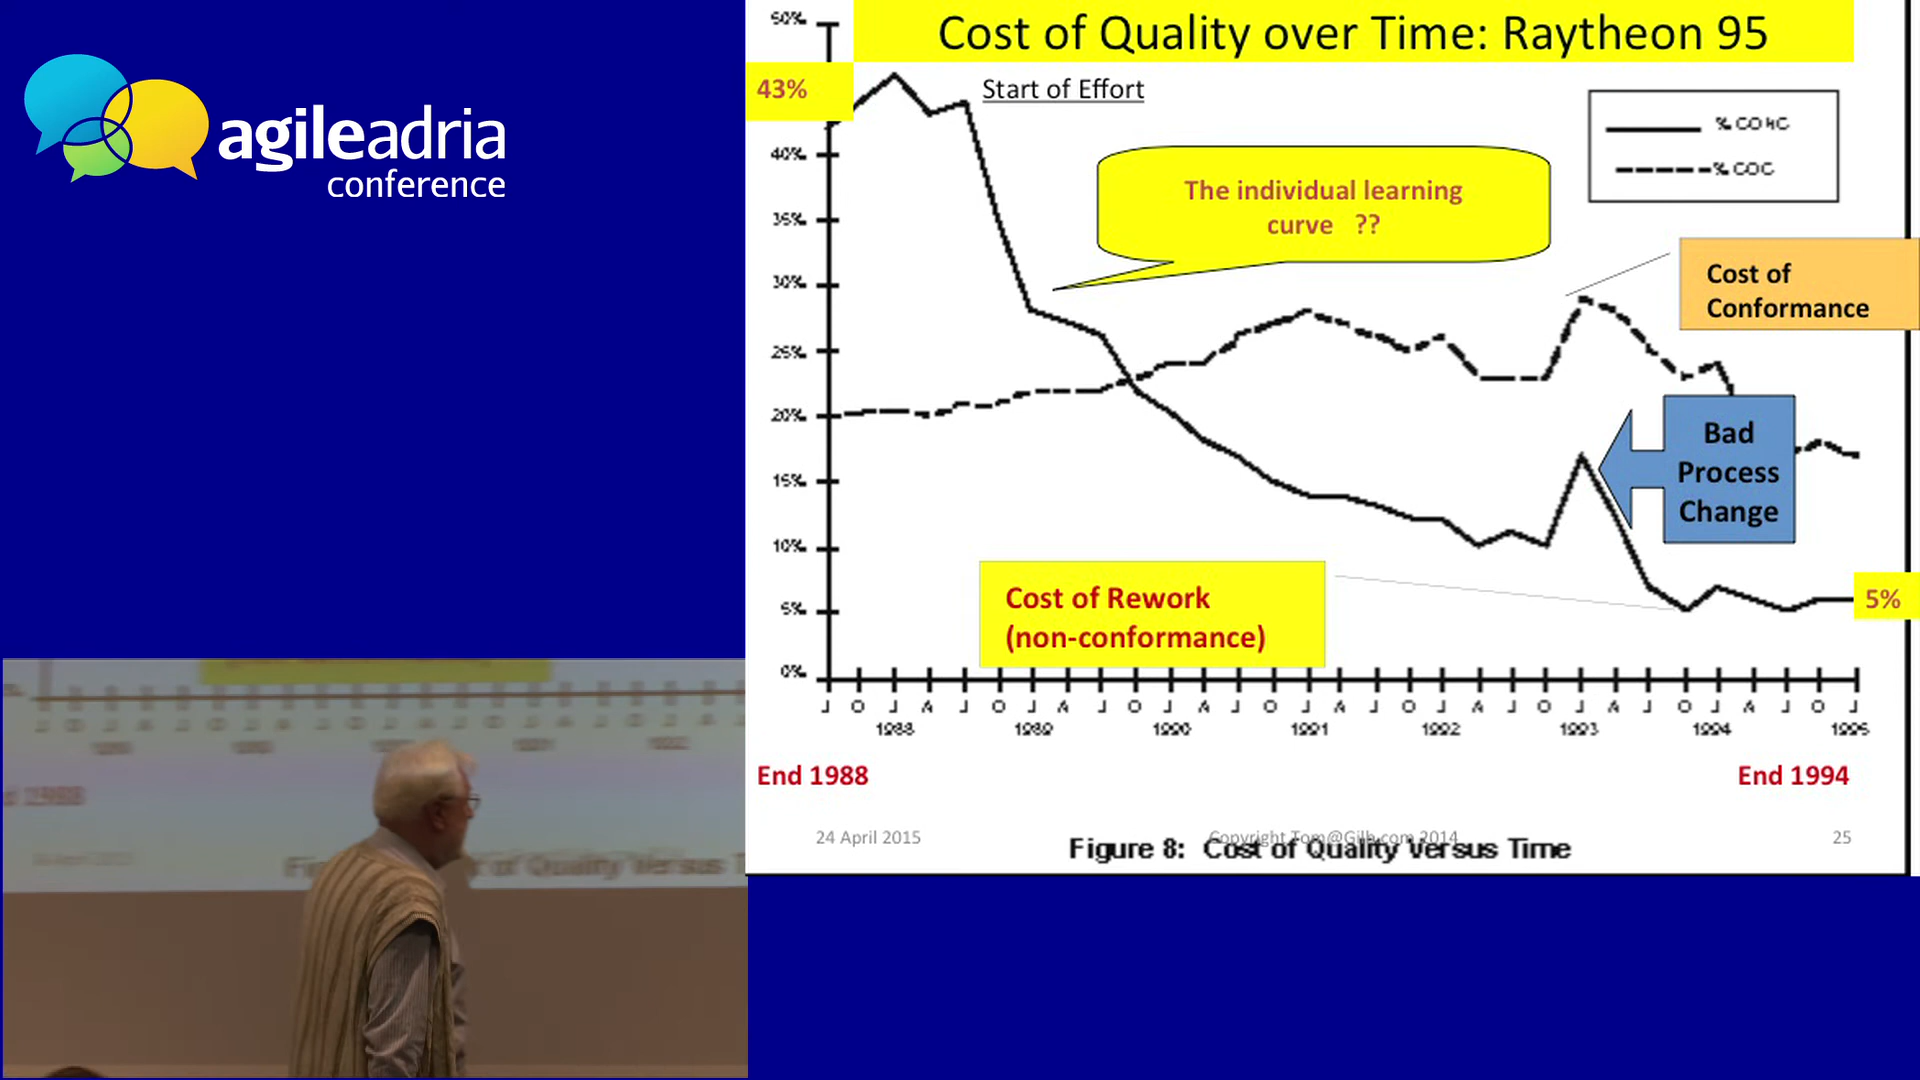 agileadria
conference
Cost of Quality over Time: Raytheon 95
50%
43%
Start of Effort
% CONC
% COC
40%
The individual learning
curve ??
35%
30%
Cost of
Conformance
25%
20%
Bad
Process
Change
15%
10%
Cost of Rework
(non-conformance)
5%
5%
0%
J O J A J O J A J O J A J O J A J O J A J O J A J O J A J O J
1988 1989 1990 1991 1992 1993 1994 1995
End 1988
End 1994
24 April 2015
Copyright Tom@Gilb.com 2014
25
Figure 8: Cost of Quality Versus Time